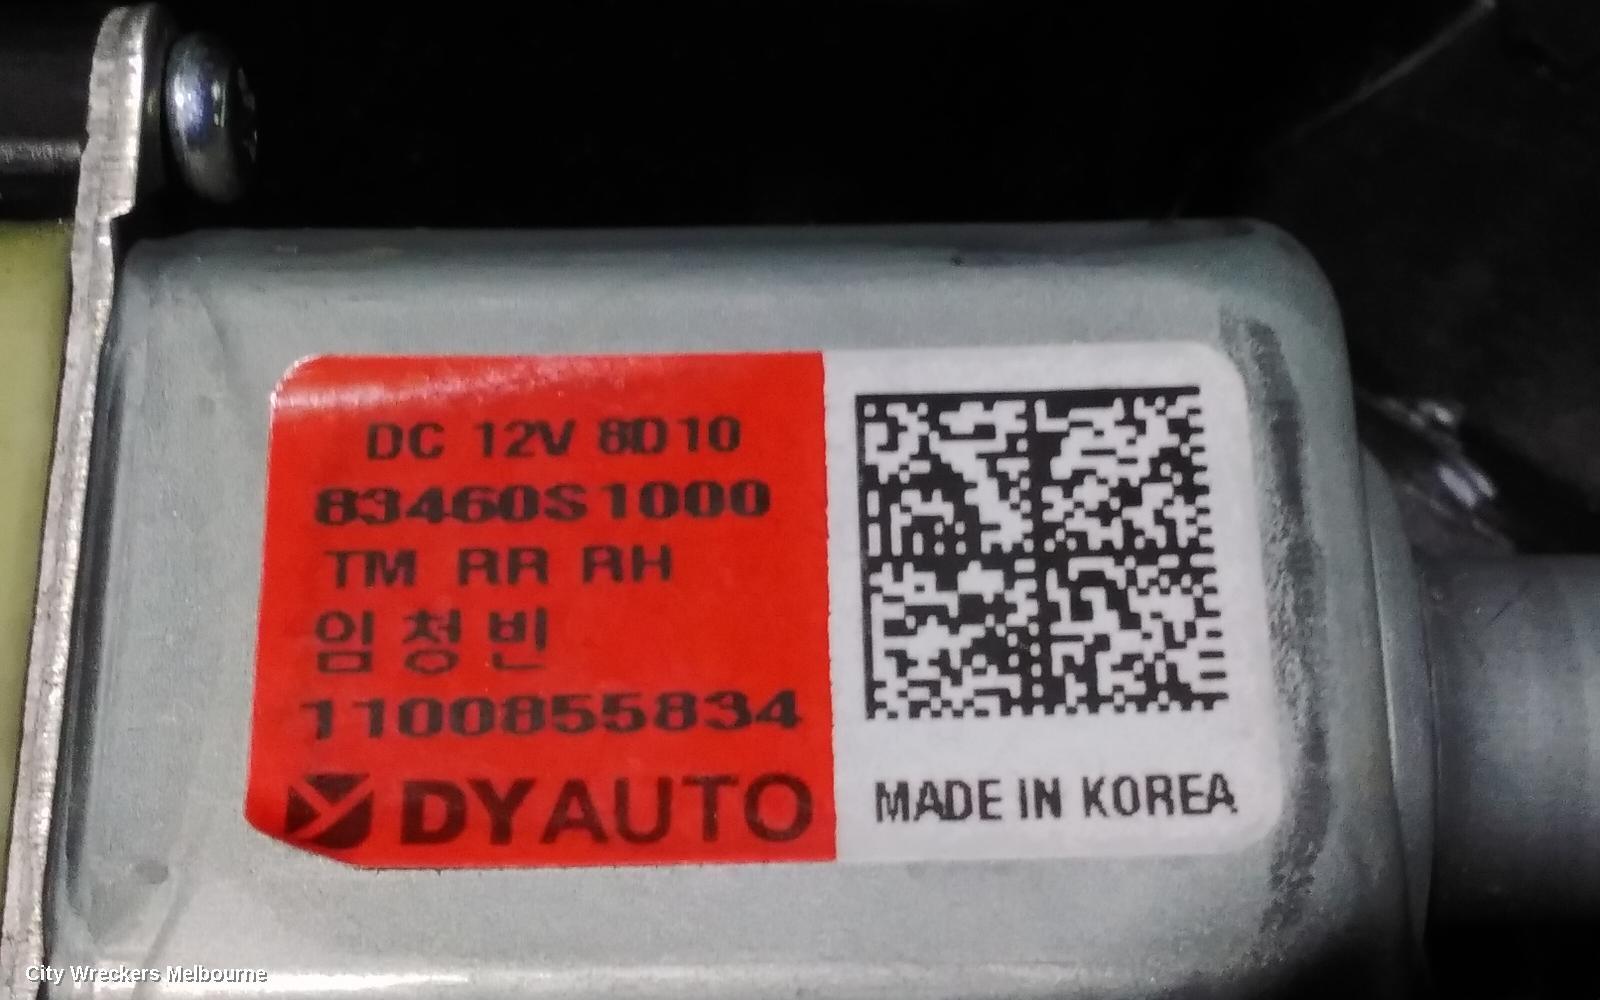 DC 12V 8D10
83460S1000
TM RR RH
임청빈
1100855834
DYAUTO
MADE IN KOREA
City Wreckers Melbourne